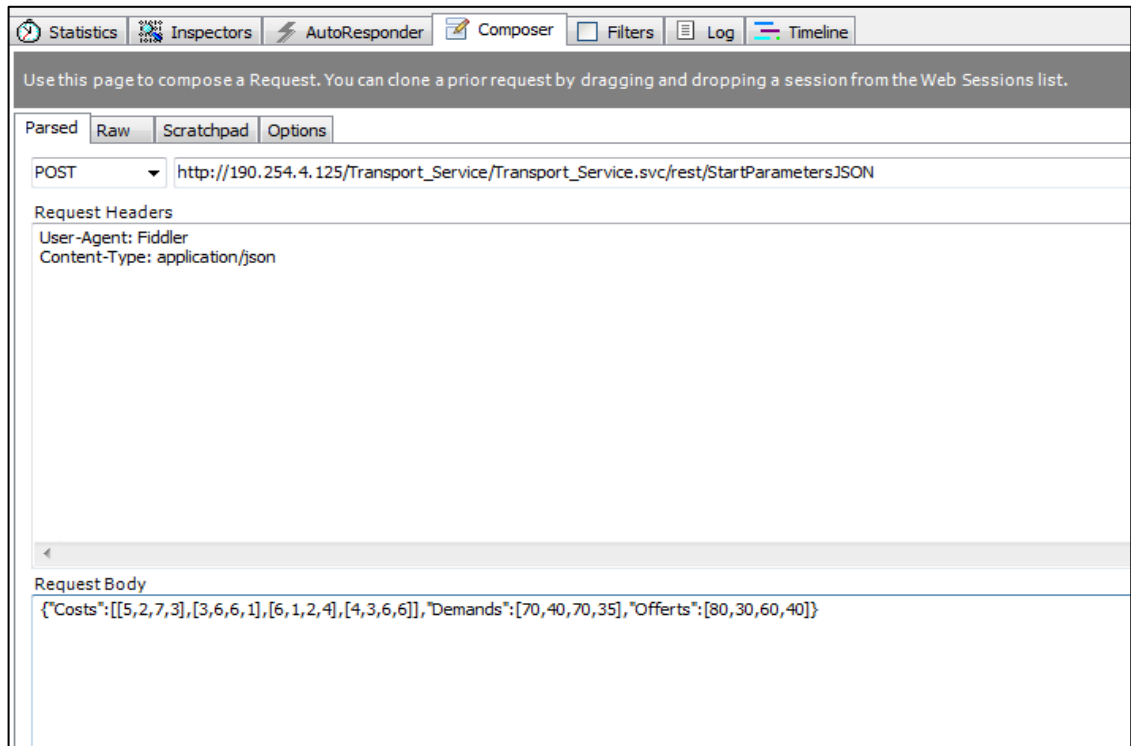 Statistics Inspectors AutoResponder Composer Filters Log Timeline
Use this page to compose a Request. You can clone a prior request by dragging and dropping a session from the Web Sessions list.
Parsed Raw Scratchpad Options
POST http://190.254.4.125/Transport_Service/Transport_Service.svc/rest/StartParametersJSON
Request Headers
User-Agent: Fiddler
Content-Type: application/json
Request Body
{"Costs":[[5,2,7,3],[3,6,6,1],[6,1,2,4],[4,3,6,6]],"Demands":[70,40,70,35],"Offerts":[80,30,60,40]}